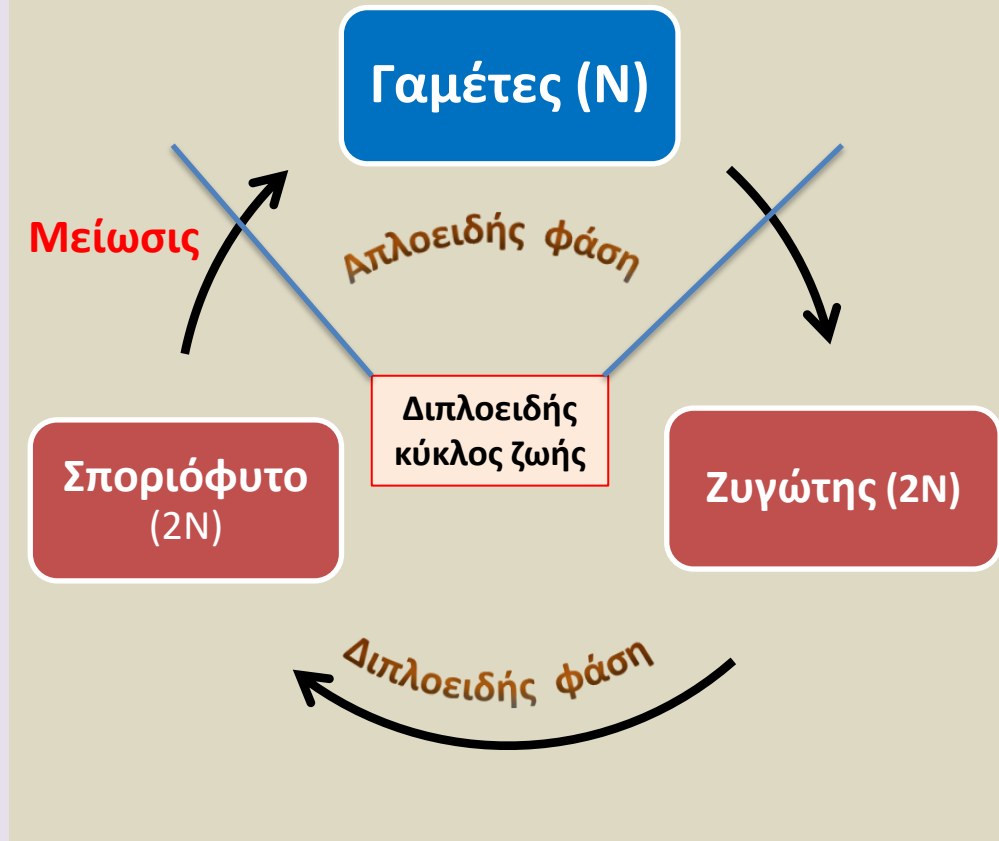 Γαμέτες (Ν)
Μείωσις
Απλοειδής φάση
Διπλοειδής
κύκλος ζωής
Σποριόφυτο
(2Ν)
Ζυγώτης (2Ν)
Διπλοειδής φάση